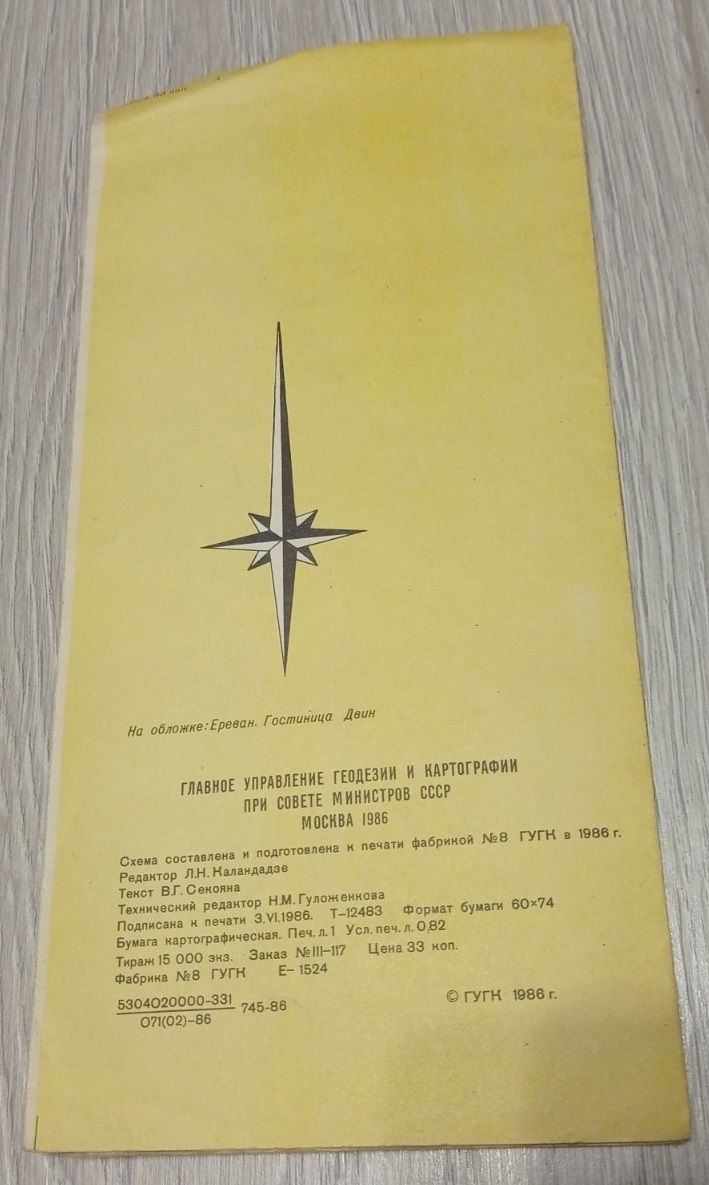 На обложке: Ереван. Гостиница Двин
ГЛАВНОЕ УПРАВЛЕНИЕ ГЕОДЕЗИИ И КАРТОГРАФИИ
ПРИ СОВЕТЕ МИНИСТРОВ СССР
МОСКВА 1986
Схема составлена и подготовлена к печати фабрикой №8 ГУГК в 1986 г.
Редактор Л.Н. Каландадзе
Текст В.Г. Секояна
Технический редактор Н.М. Гуложенкова
Подписана к печати 3.VI.1986. Т-12483 Формат бумаги 60×74
Бумага картографическая. Печ. л. 1 Усл. печ. л. 0,82
Тираж 15 000 экз. Заказ №III-117 Цена 33 коп.
Фабрика №8 ГУГК Е-1524
5304020000-331
071(02)-86
745-86
© ГУГК 1986 г.